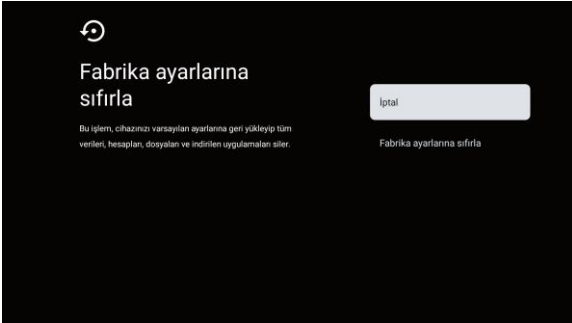 Fabrika ayarlarına
sıfırla
Bu işlem, cihazınızı varsayılan ayarlarına geri yükleyip tüm
verileri, hesapları, dosyaları ve indirilen uygulamaları siler.
İptal
Fabrika ayarlarına sıfırla